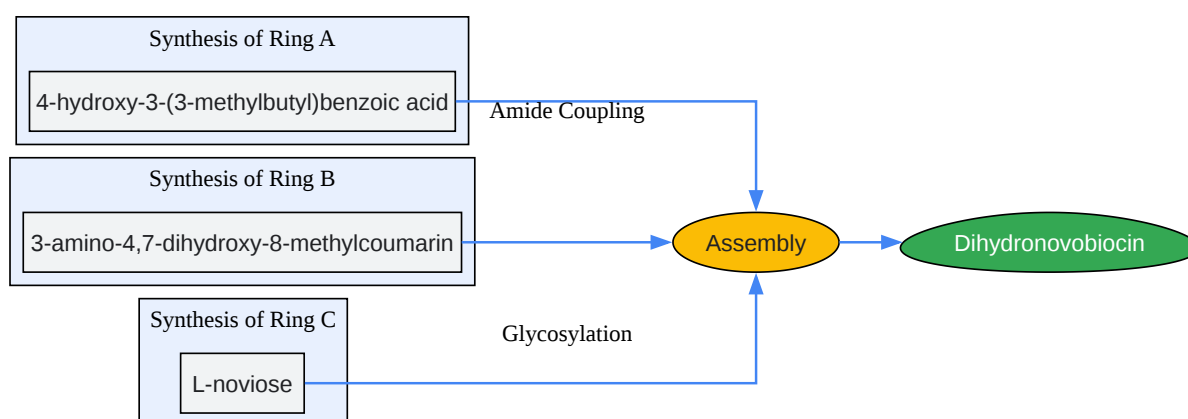 Synthesis of Ring A
4-hydroxy-3-(3-methylbutyl)benzoic acid
Amide Coupling
Synthesis of Ring B
3-amino-4,7-dihydroxy-8-methylcoumarin
Assembly
Dihydronovobiocin
Synthesis of Ring C
Glycosylation
L-noviose